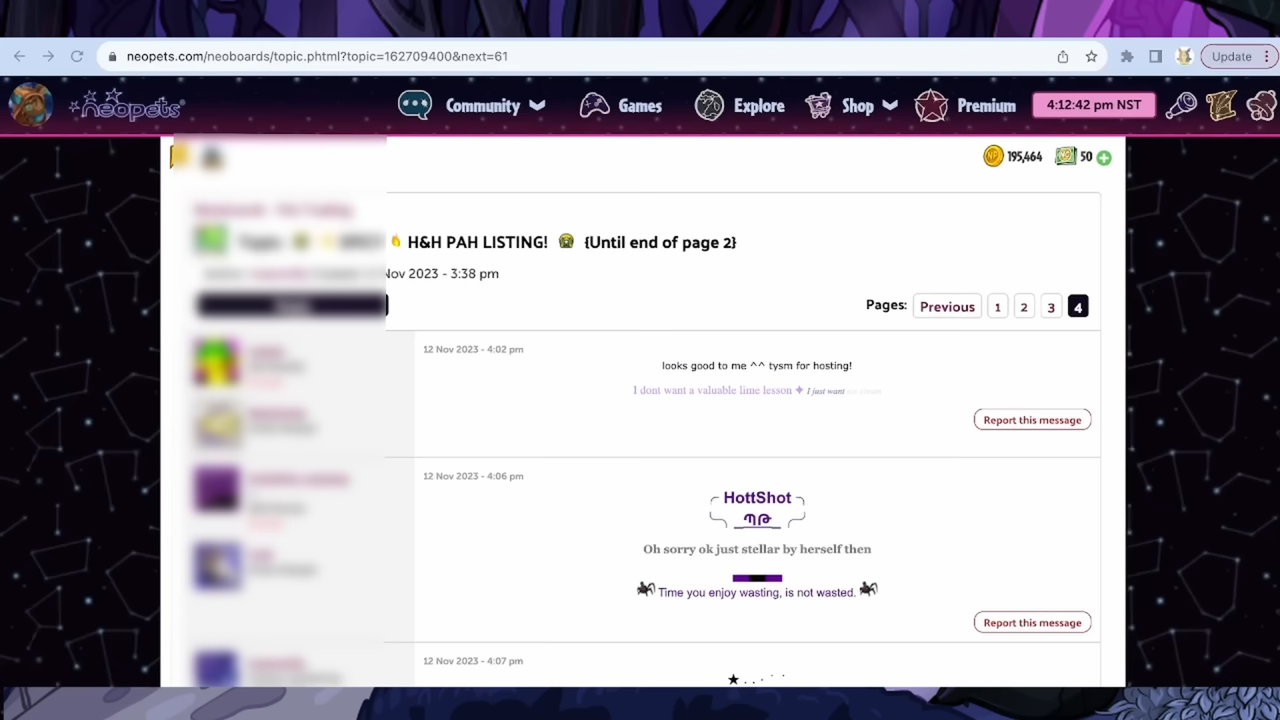 neopets.com/neoboards/topic.phtml?topic=162709400&next=61
Update
neopets
Community
Games
Explore
Shop
Premium
4:12:42 pm NST
195,464
50
H&H PAH LISTING! 😭 {Until end of page 2}
Nov 2023 - 3:38 pm
Pages: Previous 1 2 3 4
12 Nov 2023 - 4:02 pm
looks good to me ^^ tysm for hosting!
I dont want a valuable lime lesson ✦ I just want
Report this message
12 Nov 2023 - 4:06 pm
HottShot
Oh sorry ok just stellar by herself then
Time you enjoy wasting, is not wasted.
Report this message
12 Nov 2023 - 4:07 pm